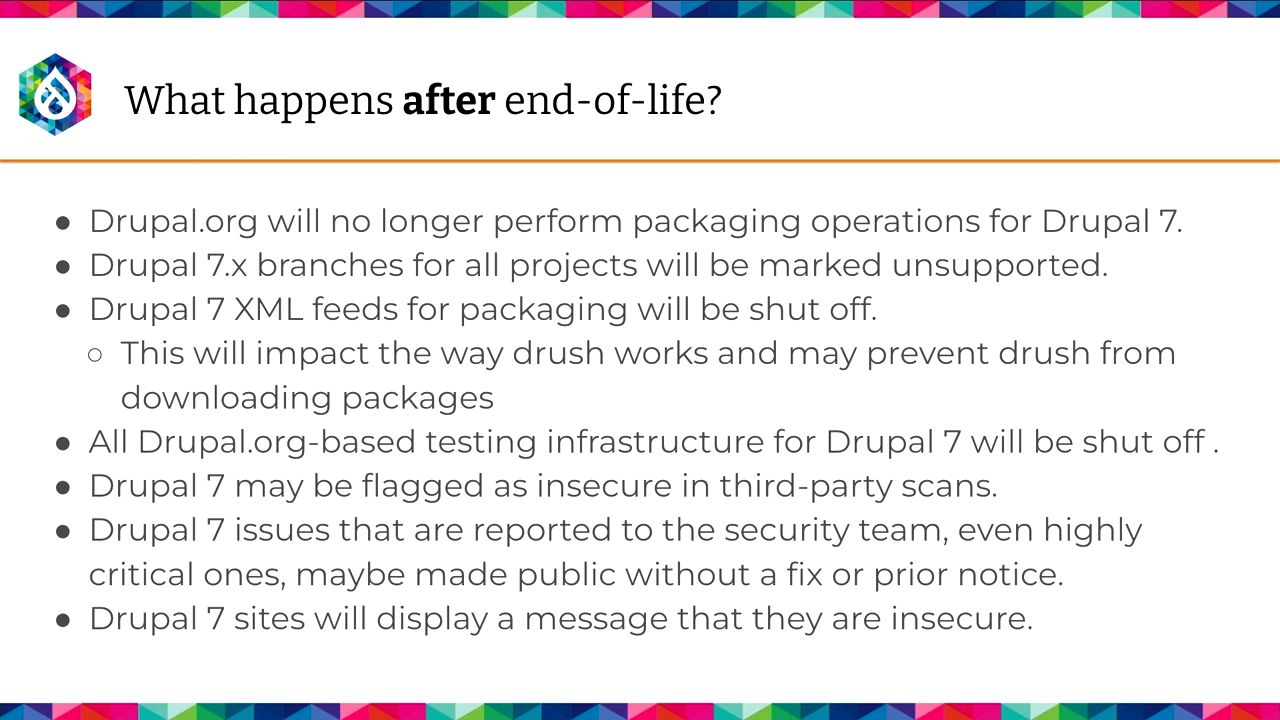 What happens after end-of-life?
● Drupal.org will no longer perform packaging operations for Drupal 7.
● Drupal 7.x branches for all projects will be marked unsupported.
● Drupal 7 XML feeds for packaging will be shut off.
○ This will impact the way drush works and may prevent drush from
downloading packages
● All Drupal.org-based testing infrastructure for Drupal 7 will be shut off .
● Drupal 7 may be flagged as insecure in third-party scans.
● Drupal 7 issues that are reported to the security team, even highly
critical ones, maybe made public without a fix or prior notice.
● Drupal 7 sites will display a message that they are insecure.